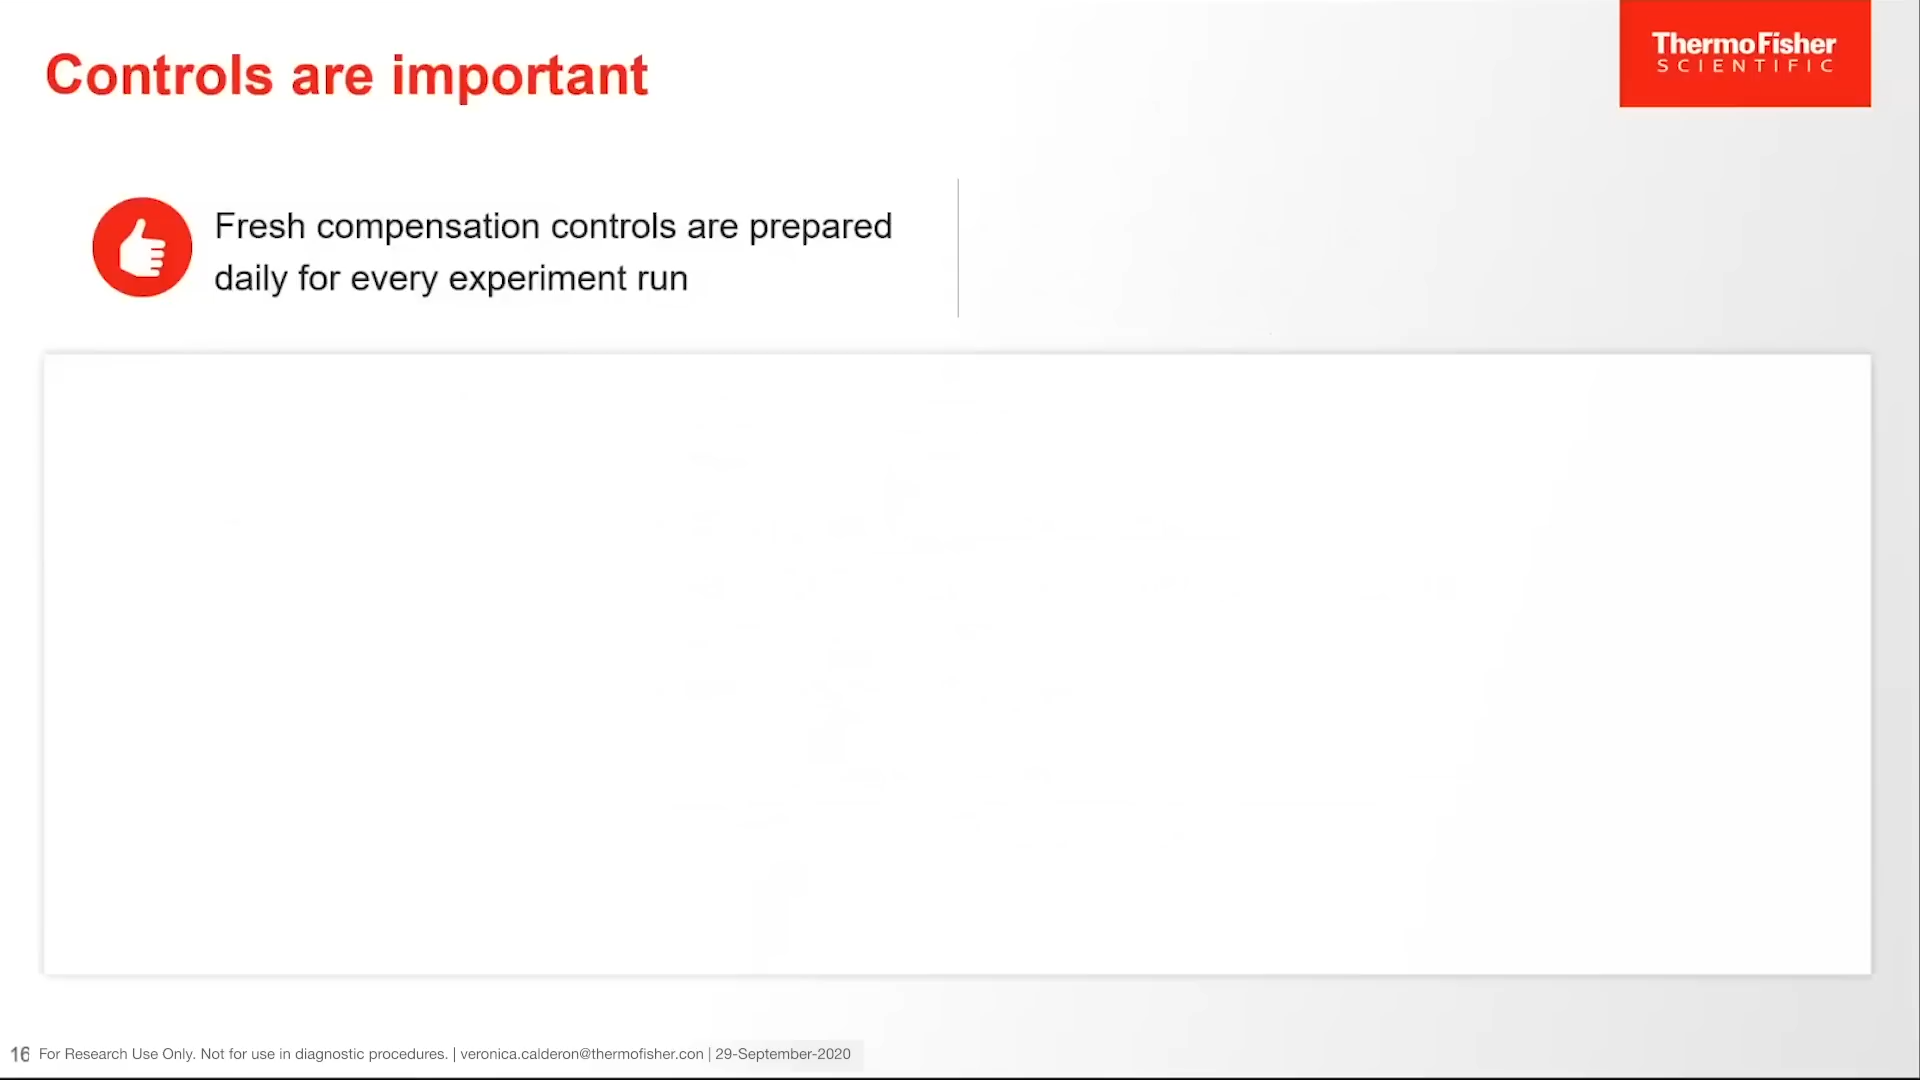 Controls are important
ThermoFisher
SCIENTIFIC
Fresh compensation controls are prepared
daily for every experiment run
16 For Research Use Only. Not for use in diagnostic procedures. | veronica.calderon@thermofisher.con | 29-September-2020